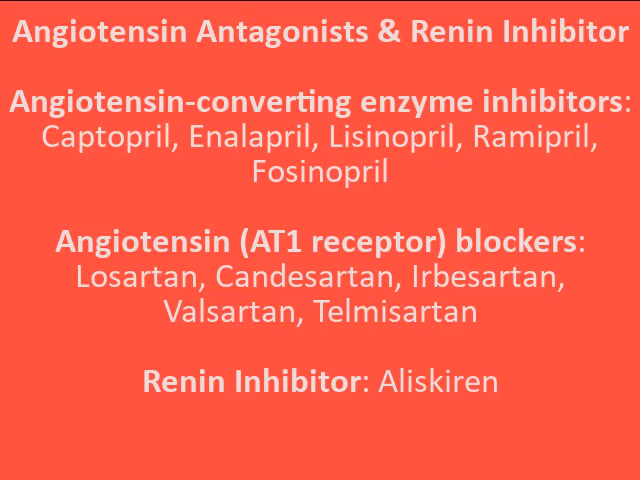 Angiotensin Antagonists & Renin Inhibitor
Angiotensin-converting enzyme inhibitors:
Captopril, Enalapril, Lisinopril, Ramipril,
Fosinopril
Angiotensin (AT1 receptor) blockers:
Losartan, Candesartan, Irbesartan,
Valsartan, Telmisartan
Renin Inhibitor: Aliskiren